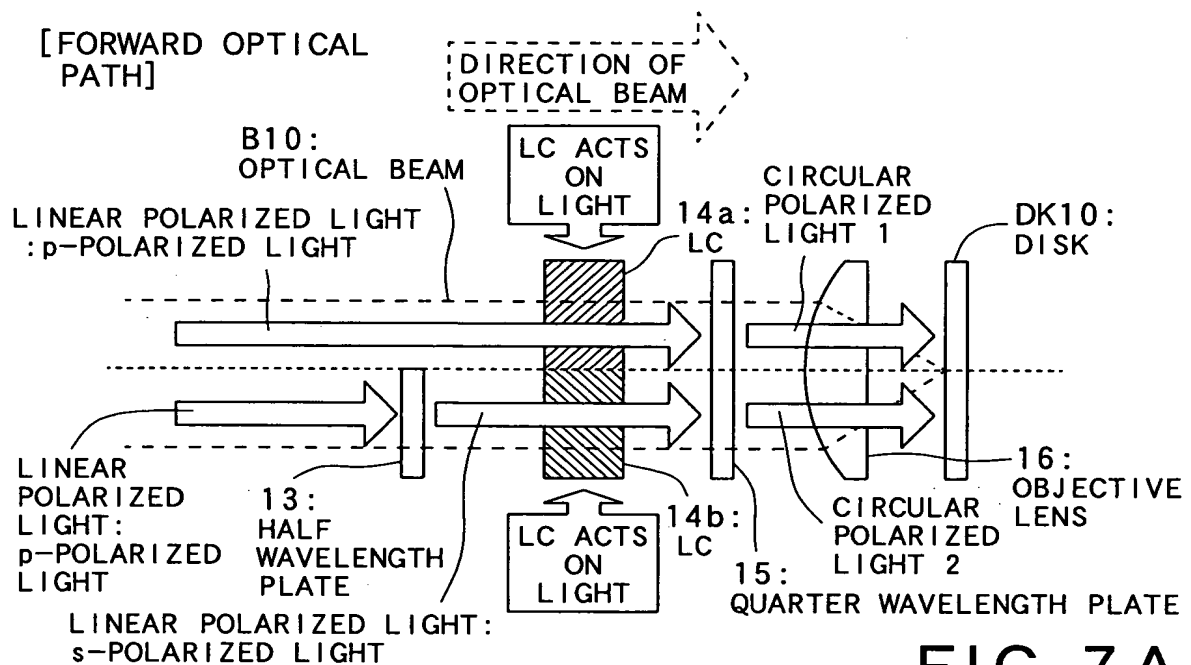 [FORWARD OPTICAL
PATH]
DIRECTION OF
OPTICAL BEAM
B10:
OPTICAL BEAM
LC ACTS
ON
LIGHT
LINEAR POLARIZED LIGHT
:p-POLARIZED LIGHT
14a:
LC
CIRCULAR
POLARIZED
LIGHT 1
DK10:
DISK
LINEAR
POLARIZED
LIGHT:
p-POLARIZED
LIGHT
13:
HALF
WAVELENGTH
PLATE
LINEAR POLARIZED LIGHT:
s-POLARIZED LIGHT
LC ACTS
ON
LIGHT
14b:
LC
15:
QUARTER WAVELENGTH PLATE
CIRCULAR
POLARIZED
LIGHT 2
16:
OBJECTIVE
LENS
FIG. 7A